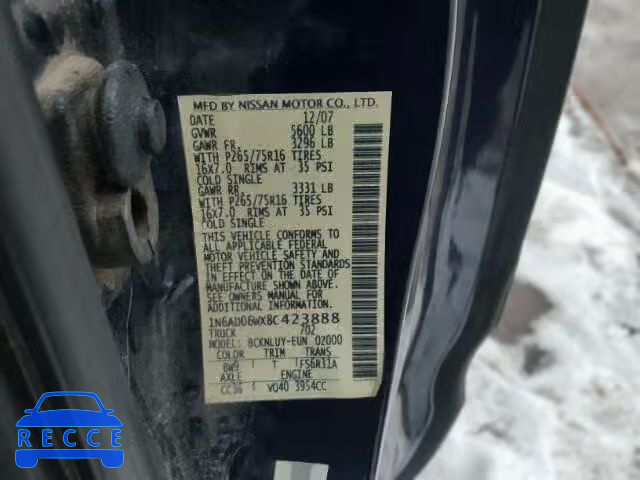 MFD BY NISSAN MOTOR CO., LTD.
DATE 12/07
GVWR 5600 LB
GAWR FR. 3296 LB
WITH P265/75R16 TIRES
16X7.0 RIMS AT 35 PSI
COLD SINGLE
GAWR RR. 3331 LB
WITH P265/75R16 TIRES
16X7.0 RIMS AT 35 PSI
COLD SINGLE
THIS VEHICLE CONFORMS TO
ALL APPLICABLE FEDERAL
MOTOR VEHICLE SAFETY AND
THEFT PREVENTION STANDARDS
IN EFFECT ON THE DATE OF
MANUFACTURE SHOWN ABOVE.
SEE OWNERS MANUAL FOR
ADDITIONAL INFORMATION
1N6AD06WX8C423888
TRUCK 702
MODEL: BCKNLUY-EUN 02000
COLOR TRIM TRANS
BW9 T FS6R31A
AXLE ENGINE
CC36 VQ40 3954CC
RECCE